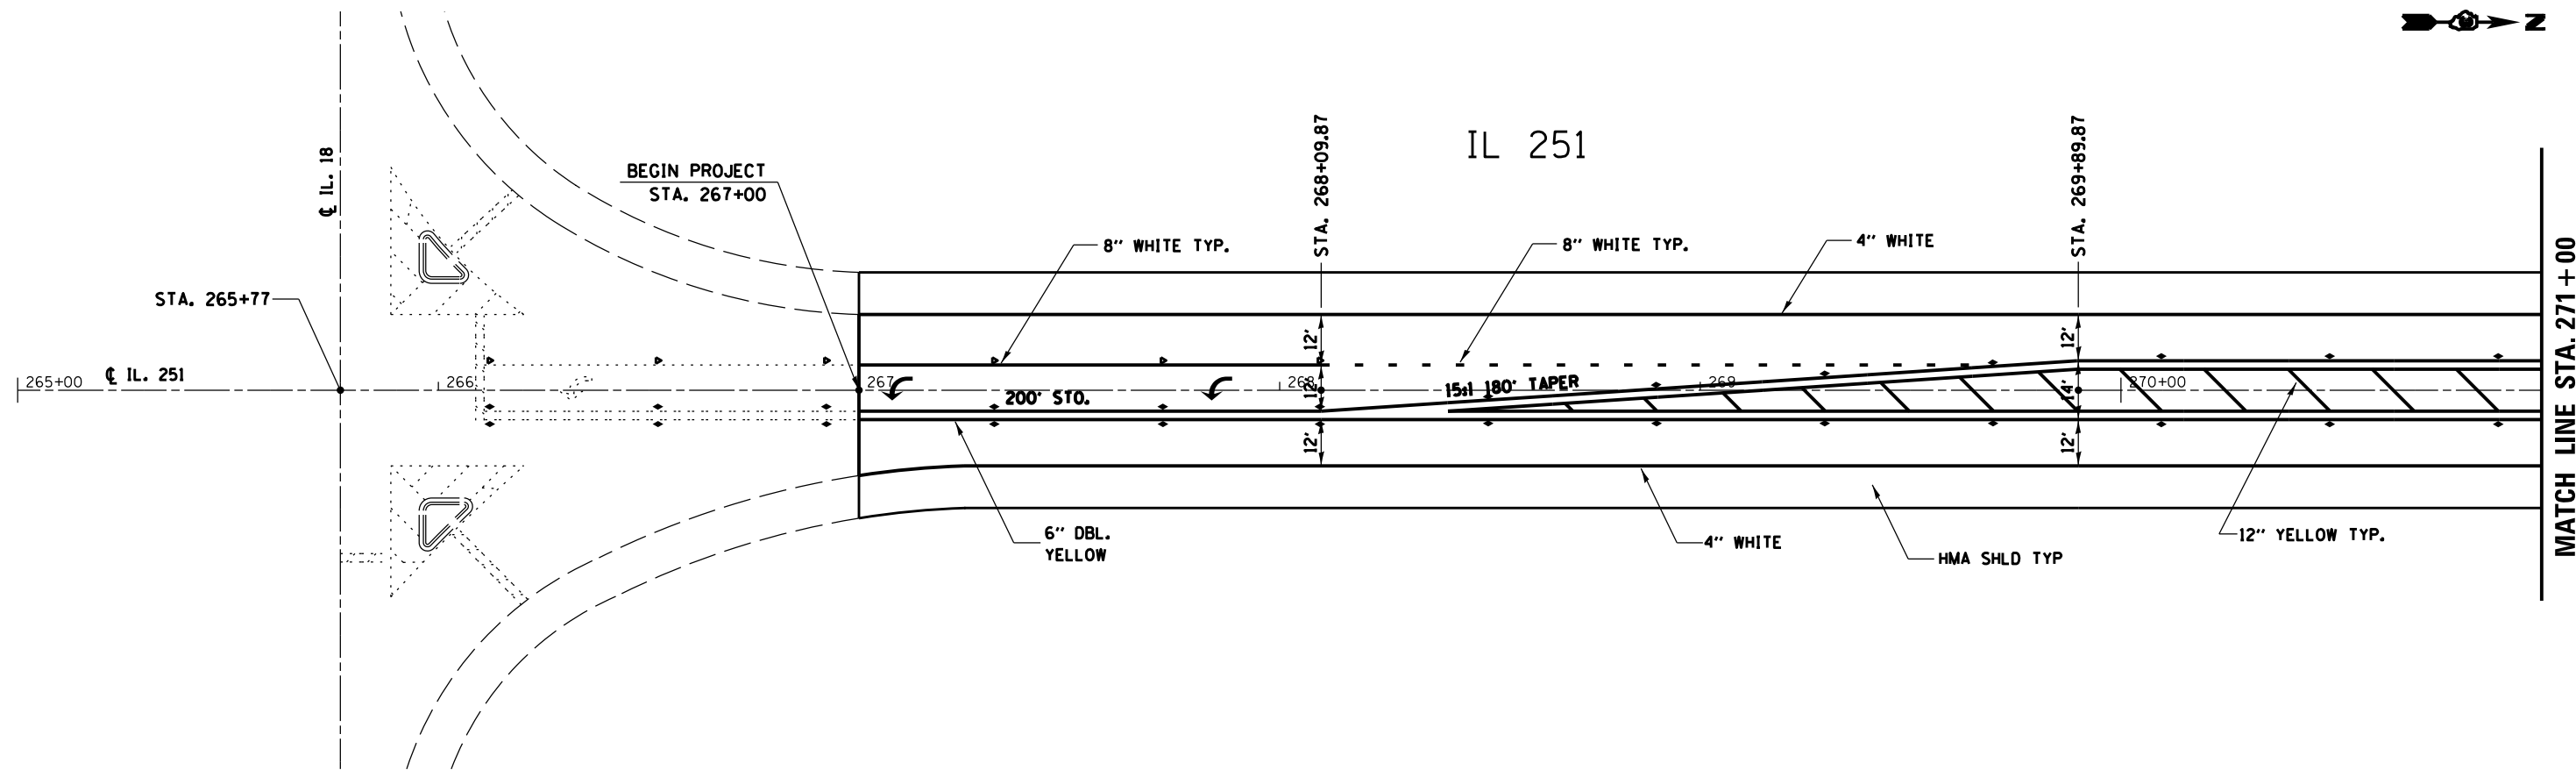 N
IL 251
STA. 268+09.87
STA. 269+89.87
℄ IL. 18
BEGIN PROJECT
STA. 267+00
8" WHITE TYP.
8" WHITE TYP.
4" WHITE
STA. 265+77
MATCH LINE STA. 271+00
12'
12'
265+00
℄ IL. 251
266
267
268
269
270+00
12'
14'
200' STO.
15:1 180' TAPER
12'
12'
6" DBL.
YELLOW
4" WHITE
HMA SHLD TYP
12" YELLOW TYP.